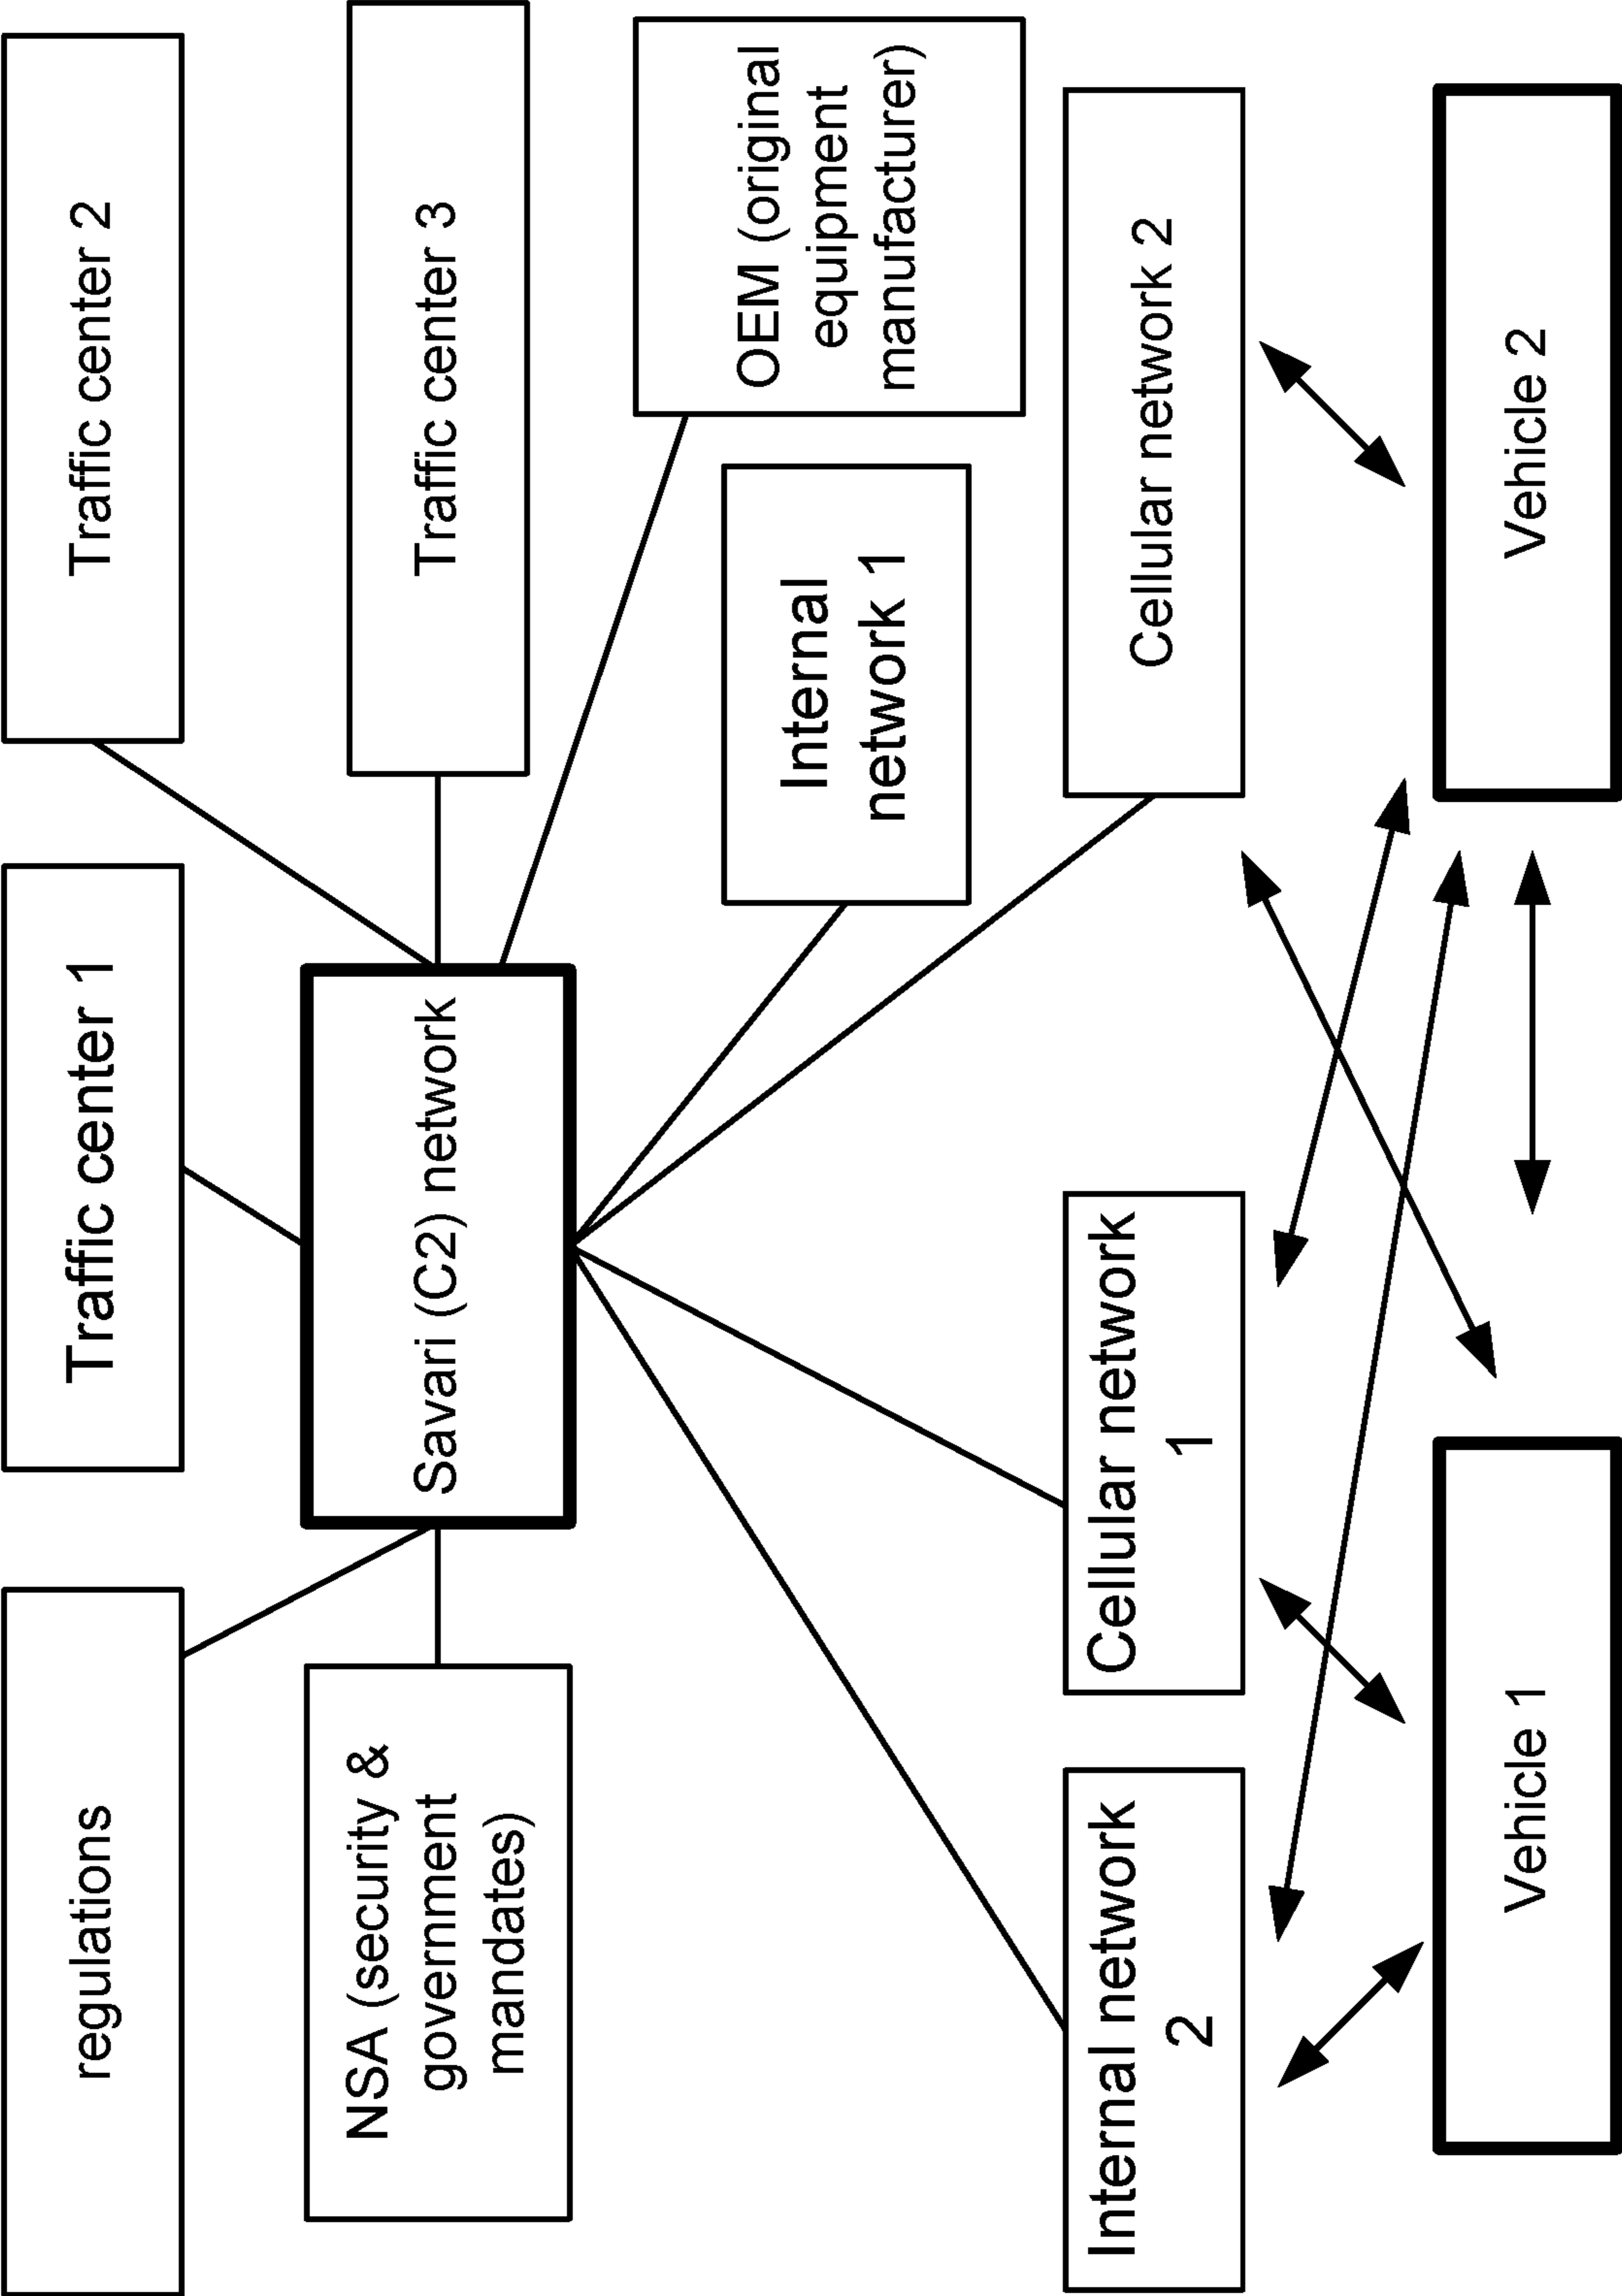 regulations
Traffic center 1
Traffic center 2
NSA (security &
government
mandates)
Savari (C2) network
Traffic center 3
OEM (original
equipment
manufacturer)
Internal
network 1
Internal network
2
Cellular network
1
Cellular network 2
Vehicle 1
Vehicle 2